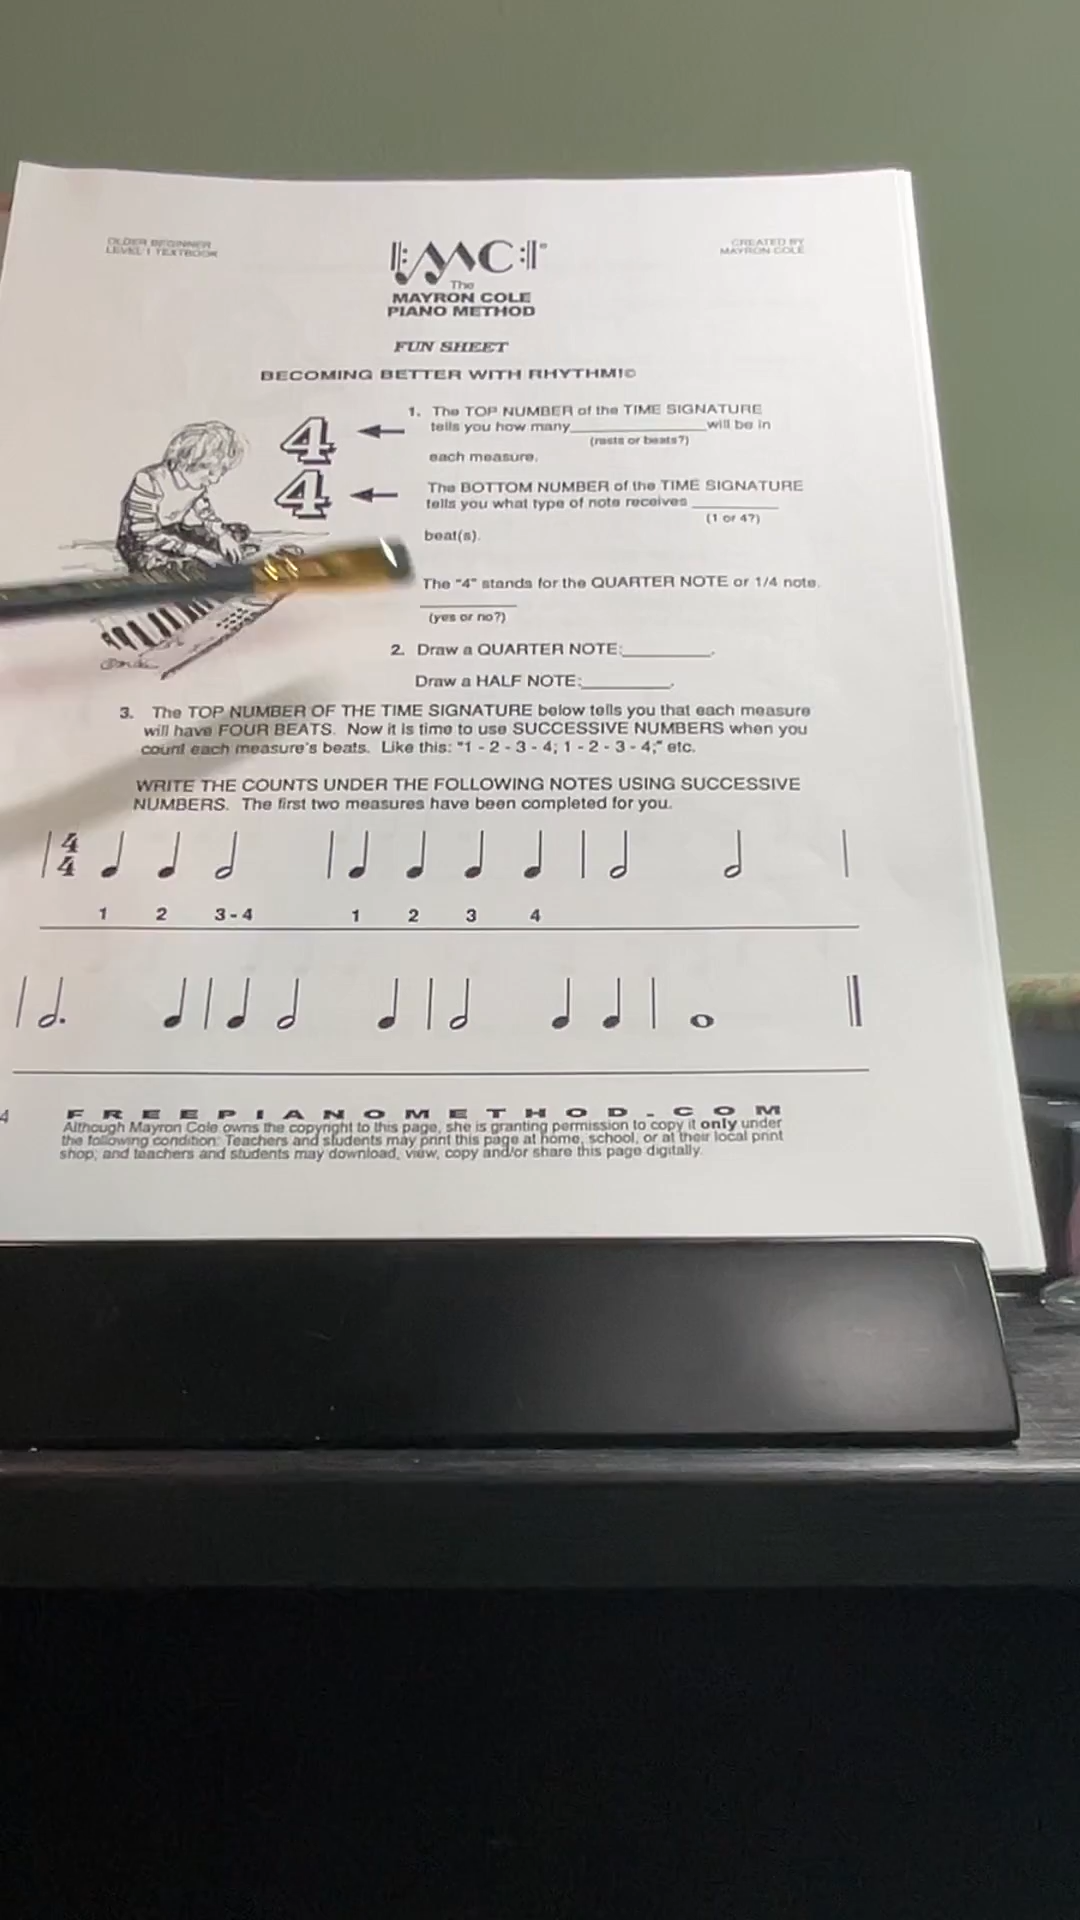 OLDER BEGINNER
LEVEL 1 TEXTBOOK
MC
The
MAYRON COLE
PIANO METHOD
CREATED BY
MAYRON COLE
FUN SHEET
BECOMING BETTER WITH RHYTHM!©
4
4
1. The TOP NUMBER of the TIME SIGNATURE
tells you how many____________will be in
(rests or beats?)
each measure.
The BOTTOM NUMBER of the TIME SIGNATURE
tells you what type of note receives ________
(1 or 4?)
beat(s).
The "4" stands for the QUARTER NOTE or 1/4 note.
________
(yes or no?)
2. Draw a QUARTER NOTE:________.
Draw a HALF NOTE:________.
3. The TOP NUMBER OF THE TIME SIGNATURE below tells you that each measure
will have FOUR BEATS. Now it is time to use SUCCESSIVE NUMBERS when you
count each measure's beats. Like this: "1 - 2 - 3 - 4; 1 - 2 - 3 - 4;" etc.
WRITE THE COUNTS UNDER THE FOLLOWING NOTES USING SUCCESSIVE
NUMBERS. The first two measures have been completed for you.
4
4
1 2 3 - 4 1 2 3 4
4
FREEPIANOMETHOD.COM
Although Mayron Cole owns the copyright to this page, she is granting permission to copy it only under
the following condition: Teachers and students may print this page at home, school, or at their local print
shop; and teachers and students may download, view, copy and/or share this page digitally.